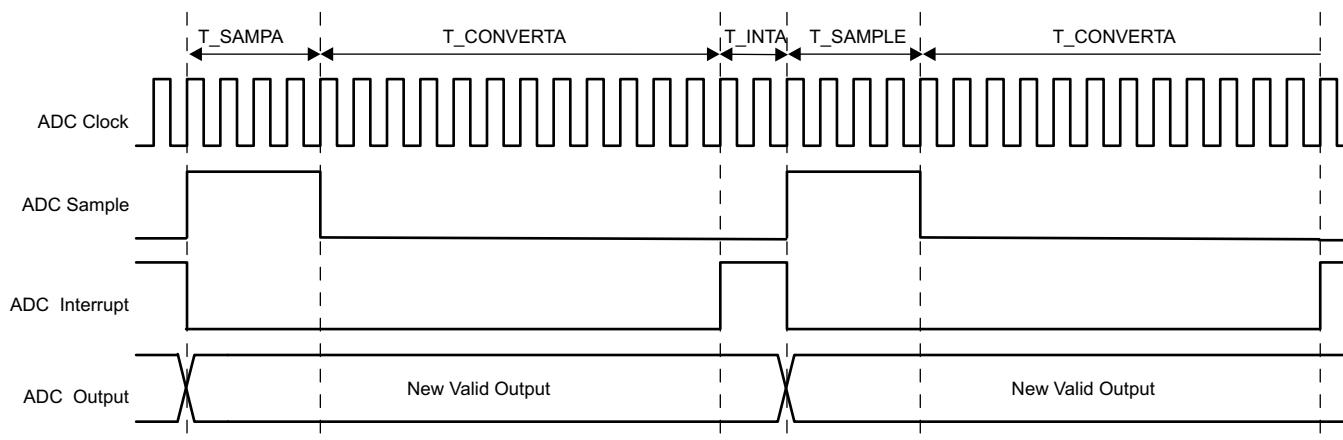 T_SAMPA T_CONVERTA T_INTA T_SAMPLE T_CONVERTA
ADC Clock
ADC Sample
ADC Interrupt
ADC Output New Valid Output New Valid Output